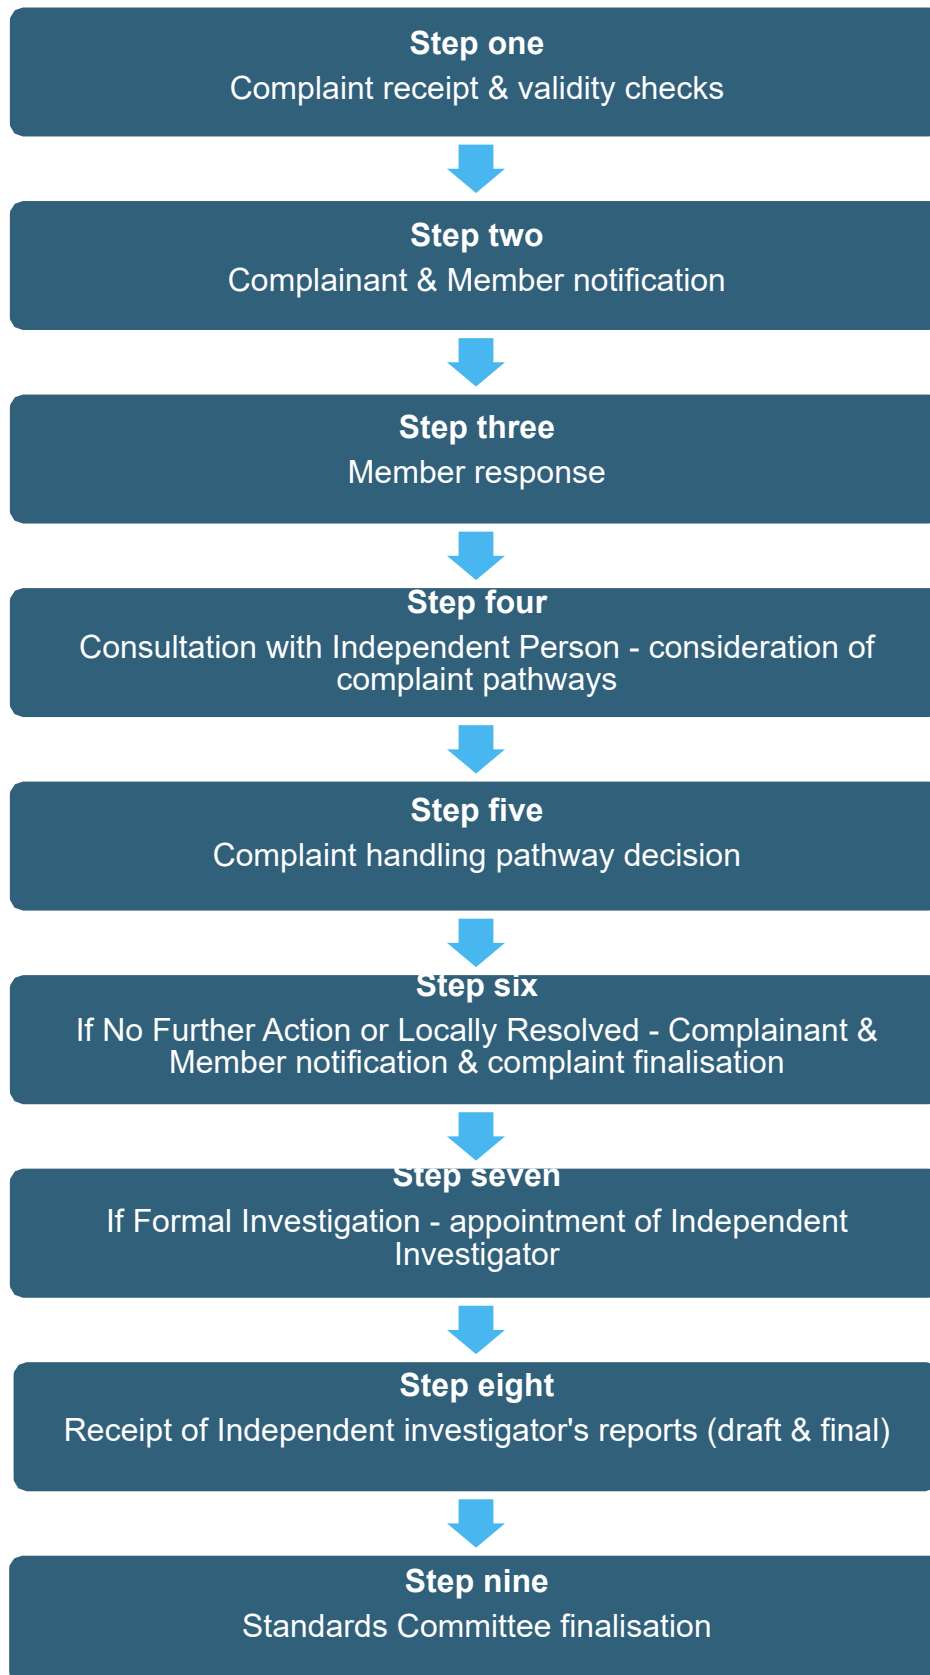 Step one
Complaint receipt & validity checks
Step two
Complainant & Member notification
Step three
Member response
Step four
Consultation with Independent Person - consideration of
complaint pathways
Step five
Complaint handling pathway decision
Step six
If No Further Action or Locally Resolved - Complainant &
Member notification & complaint finalisation
Step seven
If Formal Investigation - appointment of Independent
Investigator
Step eight
Receipt of Independent investigator's reports (draft & final)
Step nine
Standards Committee finalisation